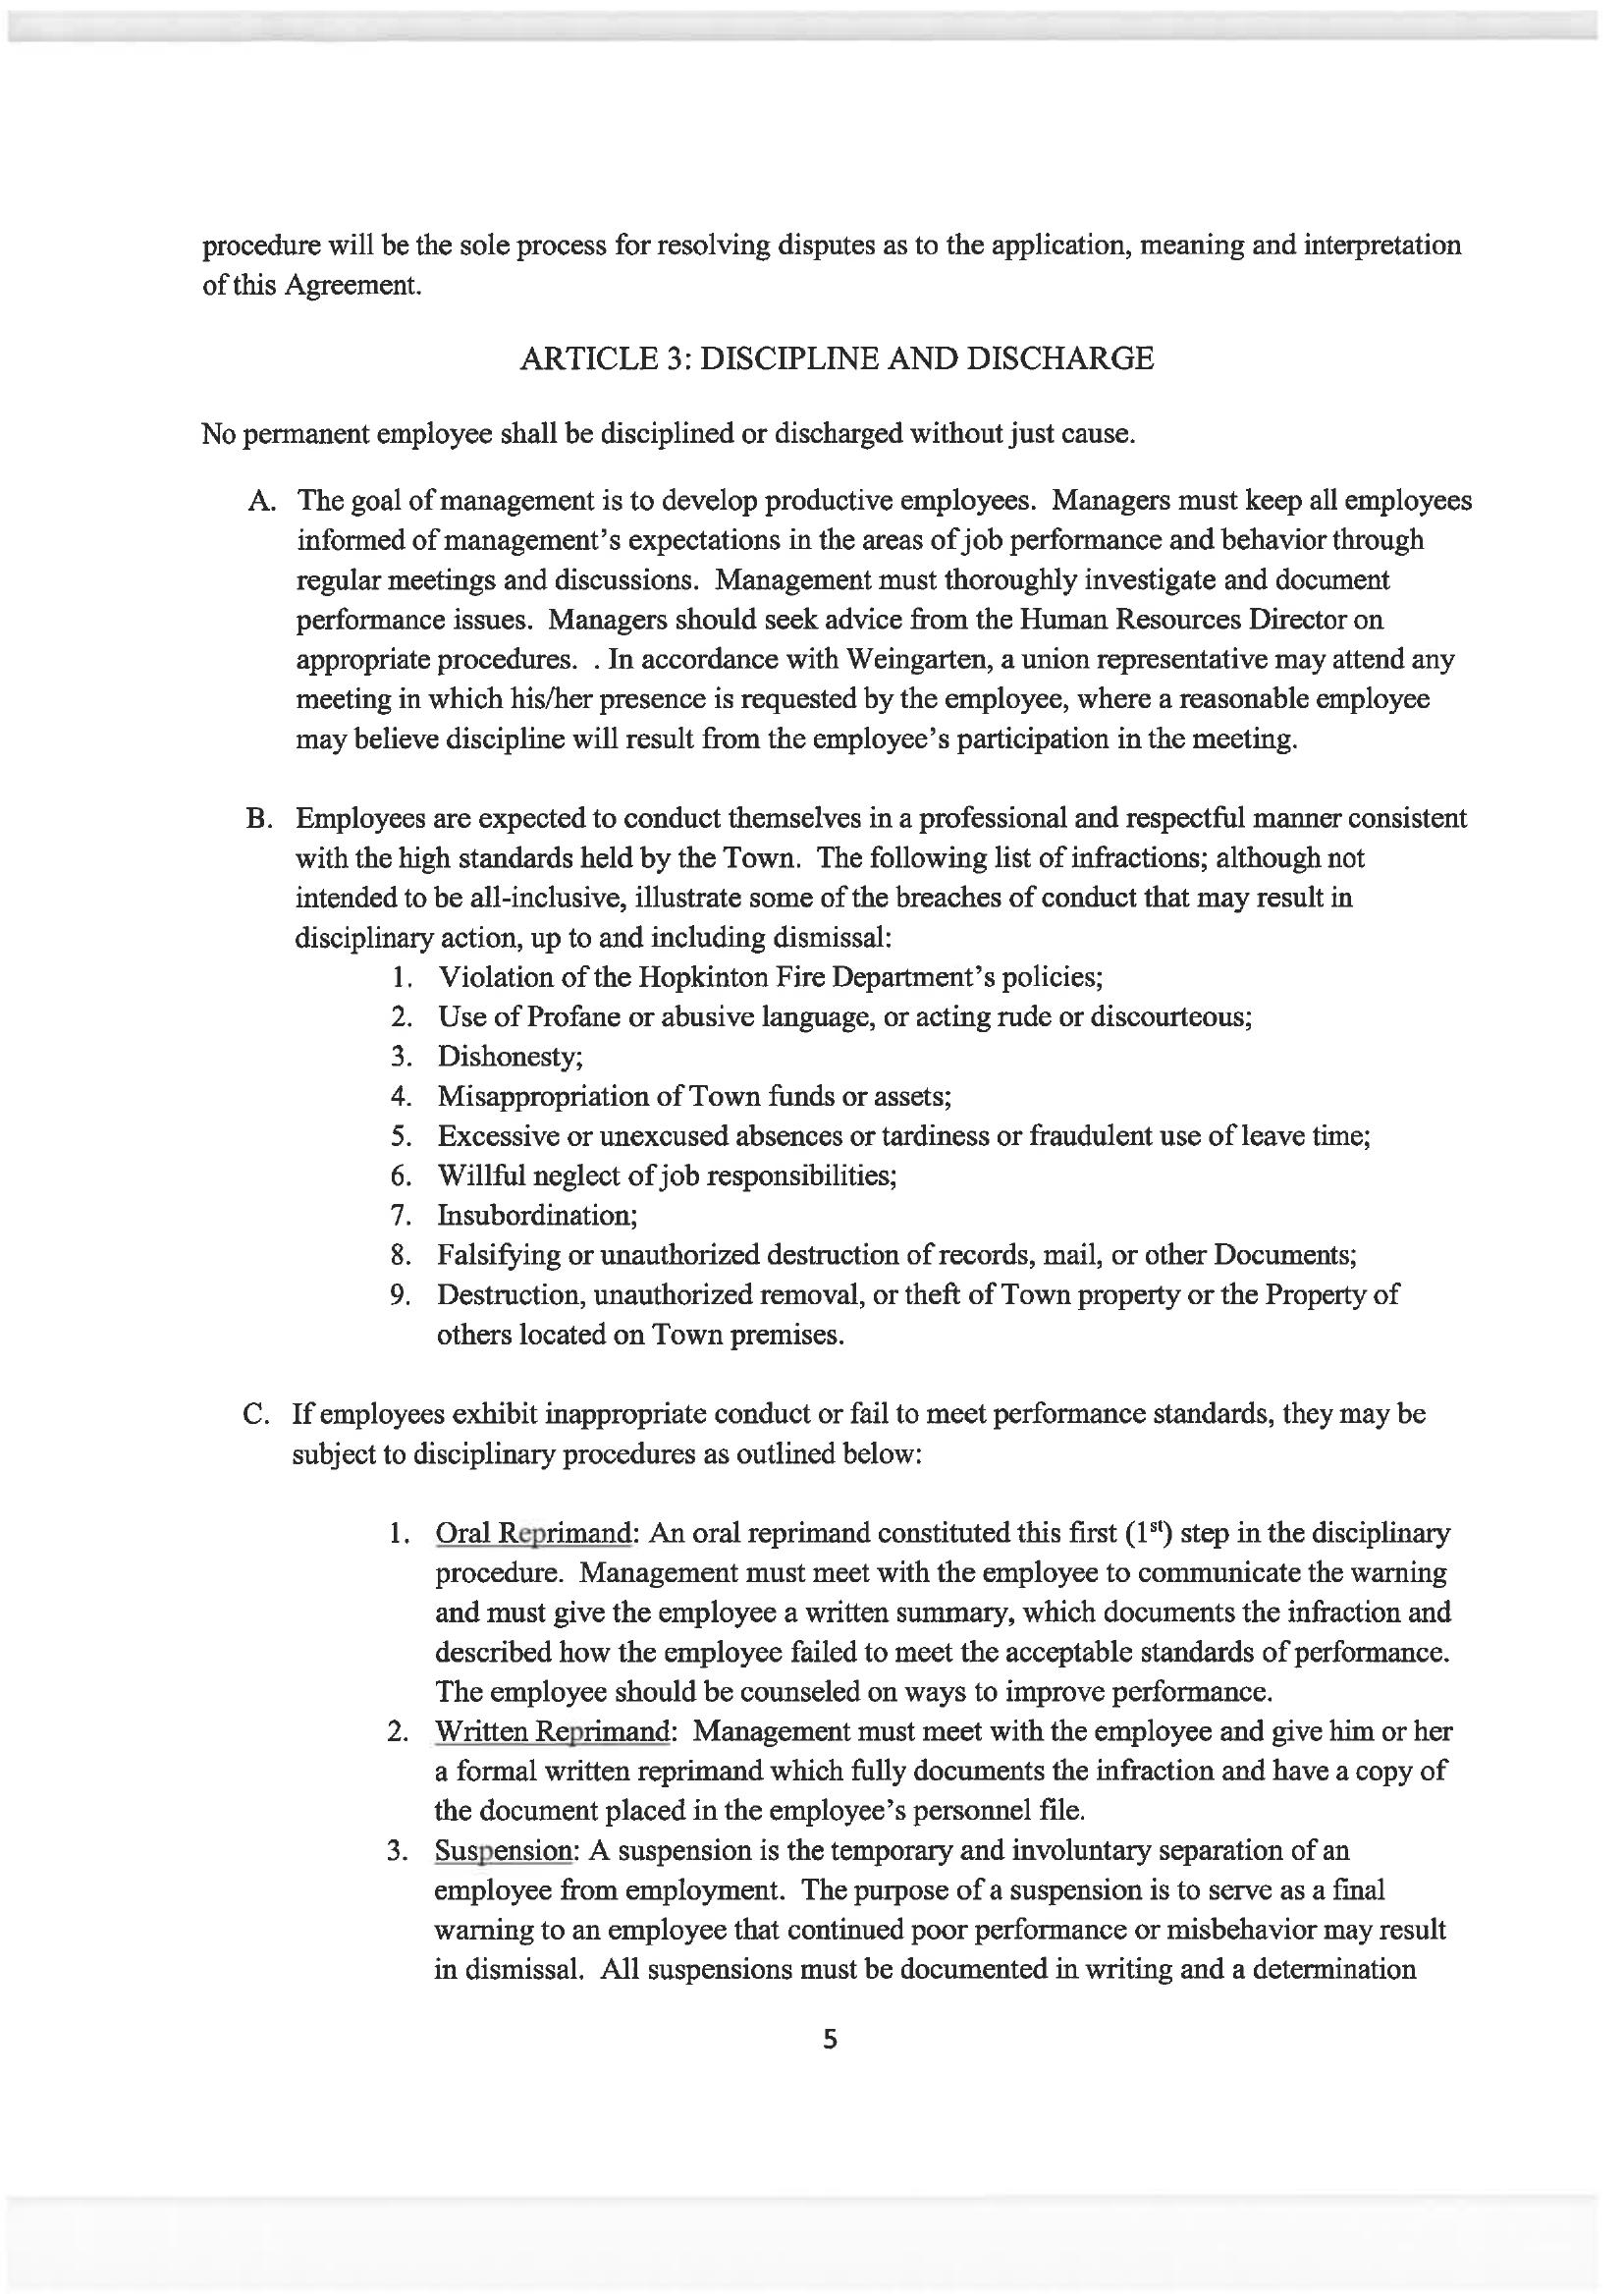 procedure will be the sole process for resolving disputes as to the application, meaning and interpretation
of this Agreement.
ARTICLE 3: DISCIPLINE AND DISCHARGE
No permanent employee shall be disciplined or discharged without just cause.
A. The goal of management is to develop productive employees. Managers must keep all employees
informed of management's expectations in the areas of job performance and behavior through
regular meetings and discussions. Management must thoroughly investigate and document
performance issues. Managers should seek advice from the Human Resources Director on
appropriate procedures. . In accordance with Weingarten, a union representative may attend any
meeting in which his/her presence is requested by the employee, where a reasonable employee
may believe discipline will result from the employee's participation in the meeting.
B. Employees are expected to conduct themselves in a professional and respectful manner consistent
with the high standards held by the Town. The following list of infractions; although not
intended to be all-inclusive, illustrate some of the breaches of conduct that may result in
disciplinary action, up to and including dismissal:
1. Violation of the Hopkinton Fire Department's policies;
2. Use of Profane or abusive language, or acting rude or discourteous;
3. Dishonesty;
4. Misappropriation of Town funds or assets;
5. Excessive or unexcused absences or tardiness or fraudulent use of leave time;
6. Willful neglect of job responsibilities;
7. Insubordination;
8. Falsifying or unauthorized destruction of records, mail, or other Documents;
9. Destruction, unauthorized removal, or theft of Town property or the Property of
others located on Town premises.
C. If employees exhibit inappropriate conduct or fail to meet performance standards, they may be
subject to disciplinary procedures as outlined below:
1. Oral Reprimand: An oral reprimand constituted this first (1st) step in the disciplinary
procedure. Management must meet with the employee to communicate the warning
and must give the employee a written summary, which documents the infraction and
described how the employee failed to meet the acceptable standards of performance.
The employee should be counseled on ways to improve performance.
2. Written Reprimand: Management must meet with the employee and give him or her
a formal written reprimand which fully documents the infraction and have a copy of
the document placed in the employee's personnel file.
3. Suspension: A suspension is the temporary and involuntary separation of an
employee from employment. The purpose of a suspension is to serve as a final
warning to an employee that continued poor performance or misbehavior may result
in dismissal. All suspensions must be documented in writing and a determination
5